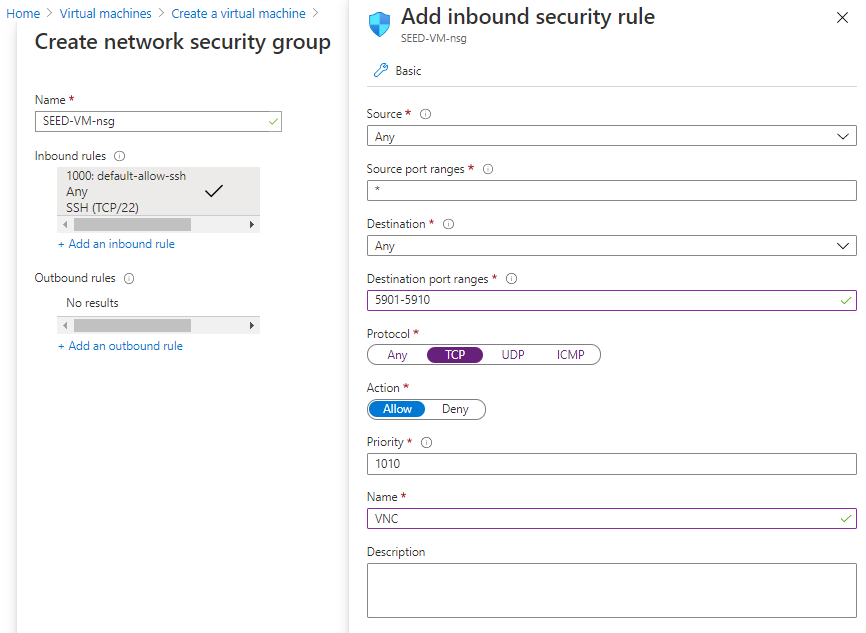 Home > Virtual machines > Create a virtual machine >
Create network security group
Name *
SEED-VM-nsg
Inbound rules
1000: default-allow-ssh
Any
SSH (TCP/22)
+ Add an inbound rule
Outbound rules
No results
+ Add an outbound rule
Add inbound security rule
SEED-VM-nsg
Basic
Source *
Any
Source port ranges *
*
Destination *
Any
Destination port ranges *
5901-5910
Protocol *
Any TCP UDP ICMP
Action *
Allow Deny
Priority *
1010
Name *
VNC
Description